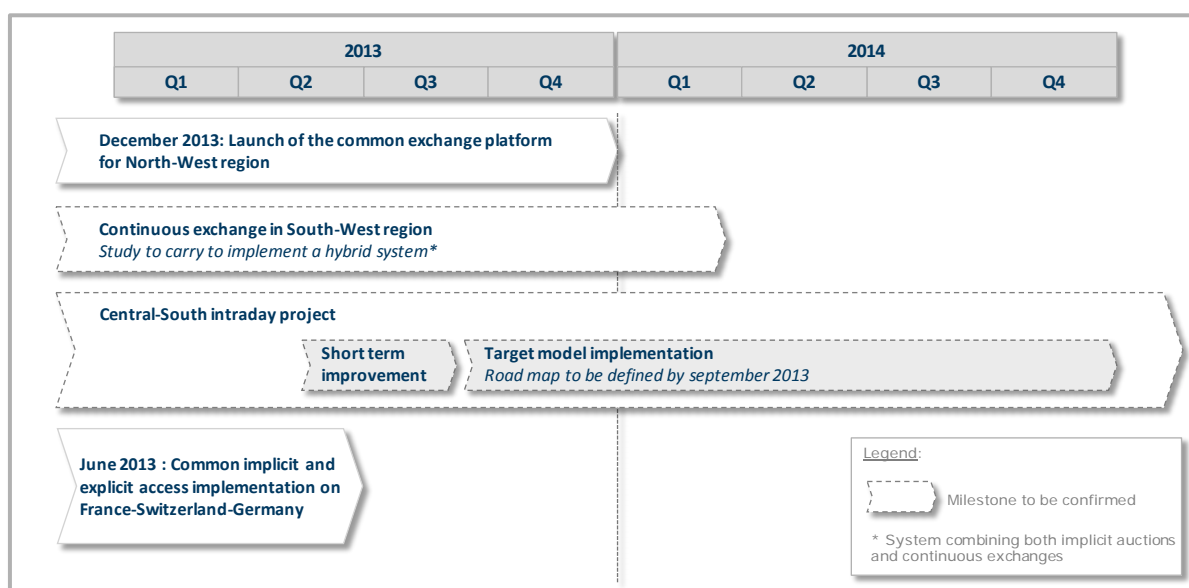 2013
2014
Q1
Q2
Q3
Q4
Q1
Q2
Q3
Q4
December 2013: Launch of the common exchange platform
for North-West region
Continuous exchange in South-West region
Study to carry to implement a hybrid system*
Central-South intraday project
Short term
improvement
Target model implementation
Road map to be defined by september 2013
June 2013 : Common implicit and
explicit access implementation on
France-Switzerland-Germany
Legend:
Milestone to be confirmed
* System combining both implicit auctions
and continuous exchanges